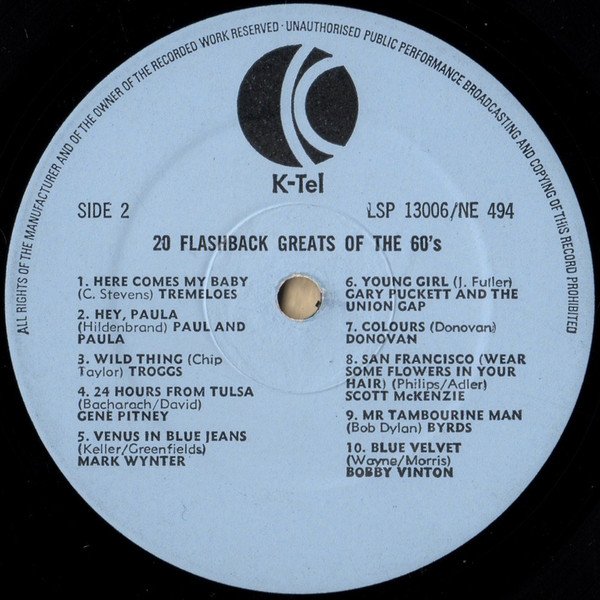 ALL RIGHTS OF THE MANUFACTURER AND OF THE OWNER OF THE RECORDED WORK RESERVED · UNAUTHORISED PUBLIC PERFORMANCE BROADCASTING AND COPYING OF THIS RECORD PROHIBITED
K-Tel
SIDE 2
LSP 13006/NE 494
20 FLASHBACK GREATS OF THE 60's
1. HERE COMES MY BABY
(C. Stevens) TREMELOES
2. HEY, PAULA
(Hildenbrand) PAUL AND
PAULA
3. WILD THING (Chip
Taylor) TROGGS
4. 24 HOURS FROM TULSA
(Bacharach/David)
GENE PITNEY
5. VENUS IN BLUE JEANS
(Keller/Greenfields)
MARK WYNTER
6. YOUNG GIRL (J. Fuller)
GARY PUCKETT AND THE
UNION GAP
7. COLOURS (Donovan)
DONOVAN
8. SAN FRANCISCO (WEAR
SOME FLOWERS IN YOUR
HAIR) (Philips/Adler)
SCOTT McKENZIE
9. MR TAMBOURINE MAN
(Bob Dylan) BYRDS
10. BLUE VELVET
(Wayne/Morris)
BOBBY VINTON